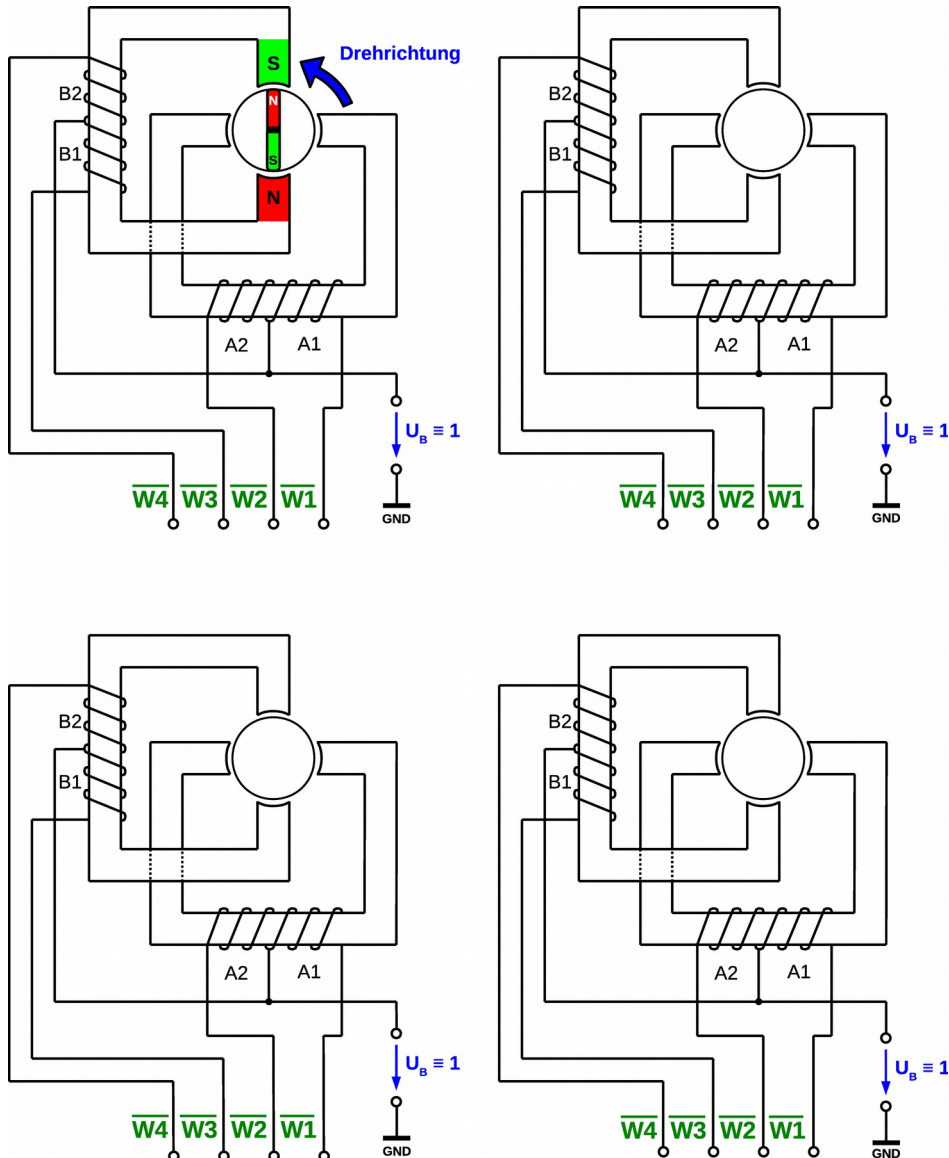 S
Drehrichtung
N
S
N
B2
B1
A2
A1
U_B ≡ 1
W4 W3 W2 W1
GND
B2
B1
A2
A1
U_B ≡ 1
W4 W3 W2 W1
GND
B2
B1
A2
A1
U_B ≡ 1
W4 W3 W2 W1
GND
B2
B1
A2
A1
U_B ≡ 1
W4 W3 W2 W1
GND